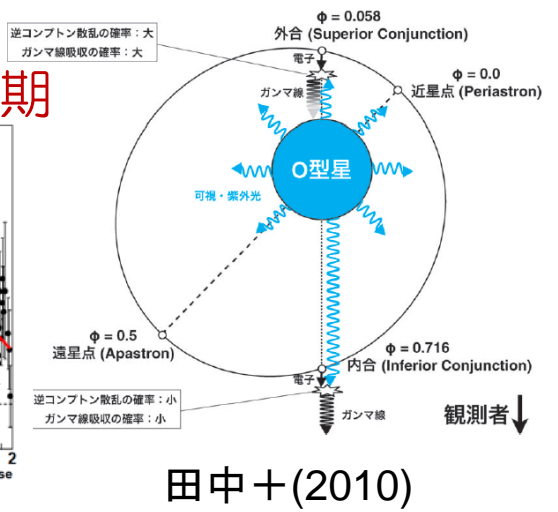 φ = 0.058
外合 (Superior Conjunction)
逆コンプトン散乱の確率：大
ガンマ線吸収の確率：大
電子
ガンマ線
φ = 0.0
近星点 (Periastron)
期
O型星
可視・紫外光
φ = 0.5
遠星点 (Apastron)
φ = 0.716
内合 (Inferior Conjunction)
電子
逆コンプトン散乱の確率：小
ガンマ線吸収の確率：小
ガンマ線
観測者
2
se
田中＋(2010)